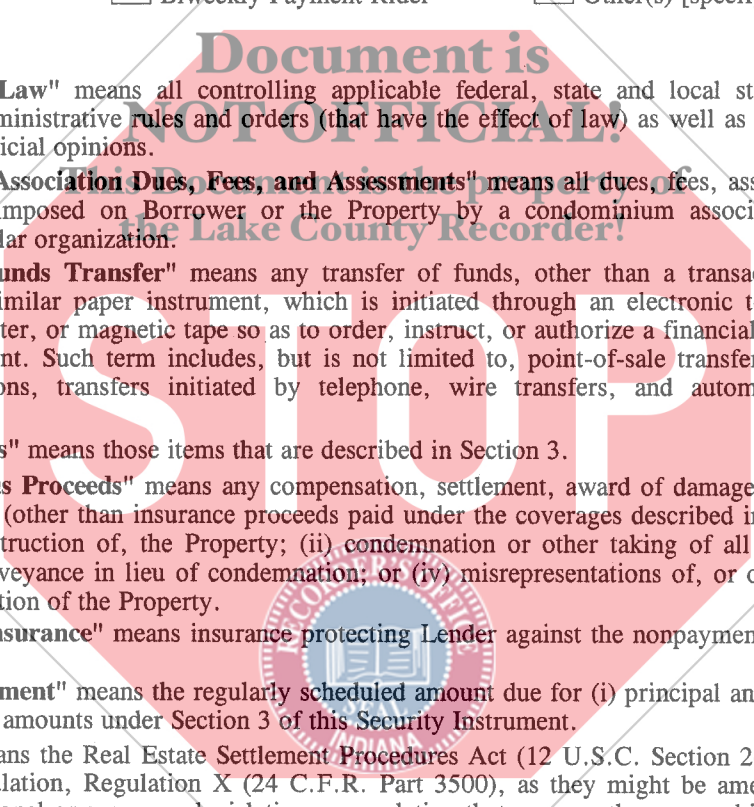 Biweekly Payment Rider Other(s) [specif
Document is
Law" means all controlling applicable federal, state and local st
ministrative rules and orders (that have the effect of law) as well as
NOT OFFICIAL!
icial opinions.
Association Dues, Fees, and Assessments" means all dues, fees, ass
This Document is the property of
imposed on Borrower or the Property by a condominium associ
the Lake County Recorder!
lar organization.
unds Transfer" means any transfer of funds, other than a transac
imilar paper instrument, which is initiated through an electronic t
ter, or magnetic tape so as to order, instruct, or authorize a financial
nt. Such term includes, but is not limited to, point-of-sale transfer
ons, transfers initiated by telephone, wire transfers, and autom
STOP
s" means those items that are described in Section 3.
s Proceeds" means any compensation, settlement, award of damage
(other than insurance proceeds paid under the coverages described in
truction of, the Property; (ii) condemnation or other taking of all
veyance in lieu of condemnation; or (iv) misrepresentations of, or o
tion of the Property.
RECORDER'S OFFICE
nsurance" means insurance protecting Lender against the nonpaymen
ment" means the regularly scheduled amount due for (i) principal an
amounts under Section 3 of this Security Instrument.
SEAL
INDIANA
ans the Real Estate Settlement Procedures Act (12 U.S.C. Section 2
lation, Regulation X (24 C.F.R. Part 3500), as they might be am